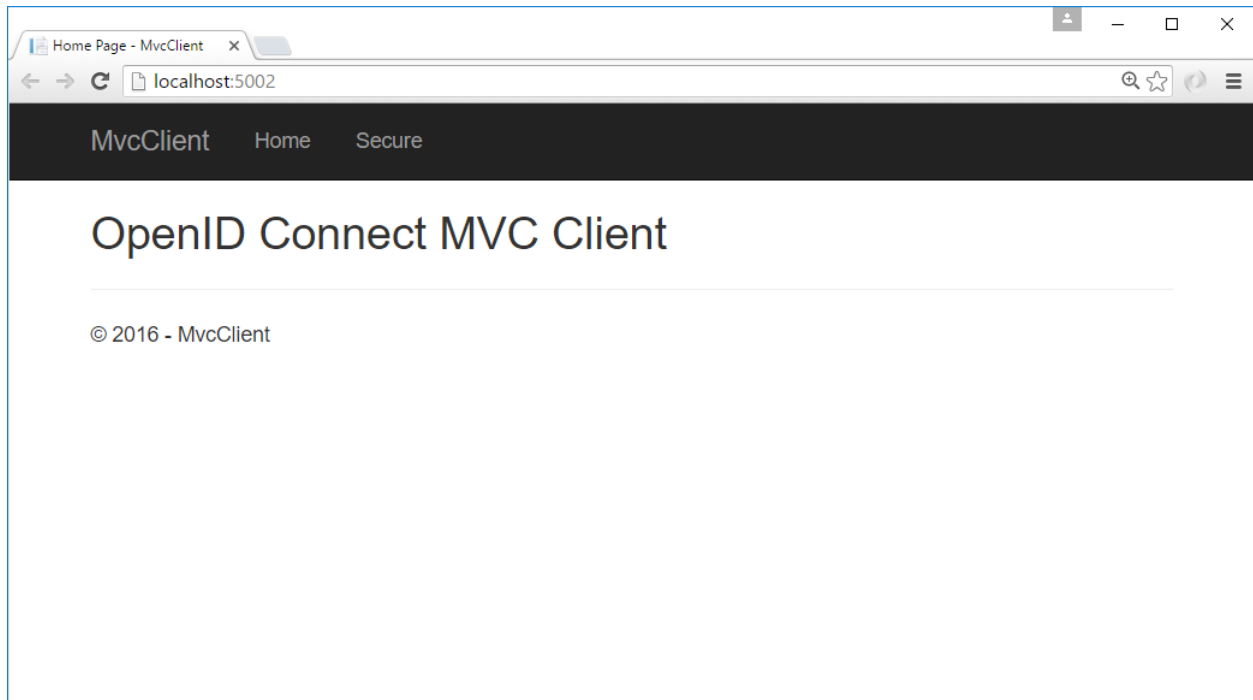 Home Page - MvcClient
localhost:5002
MvcClient Home Secure
OpenID Connect MVC Client
© 2016 - MvcClient